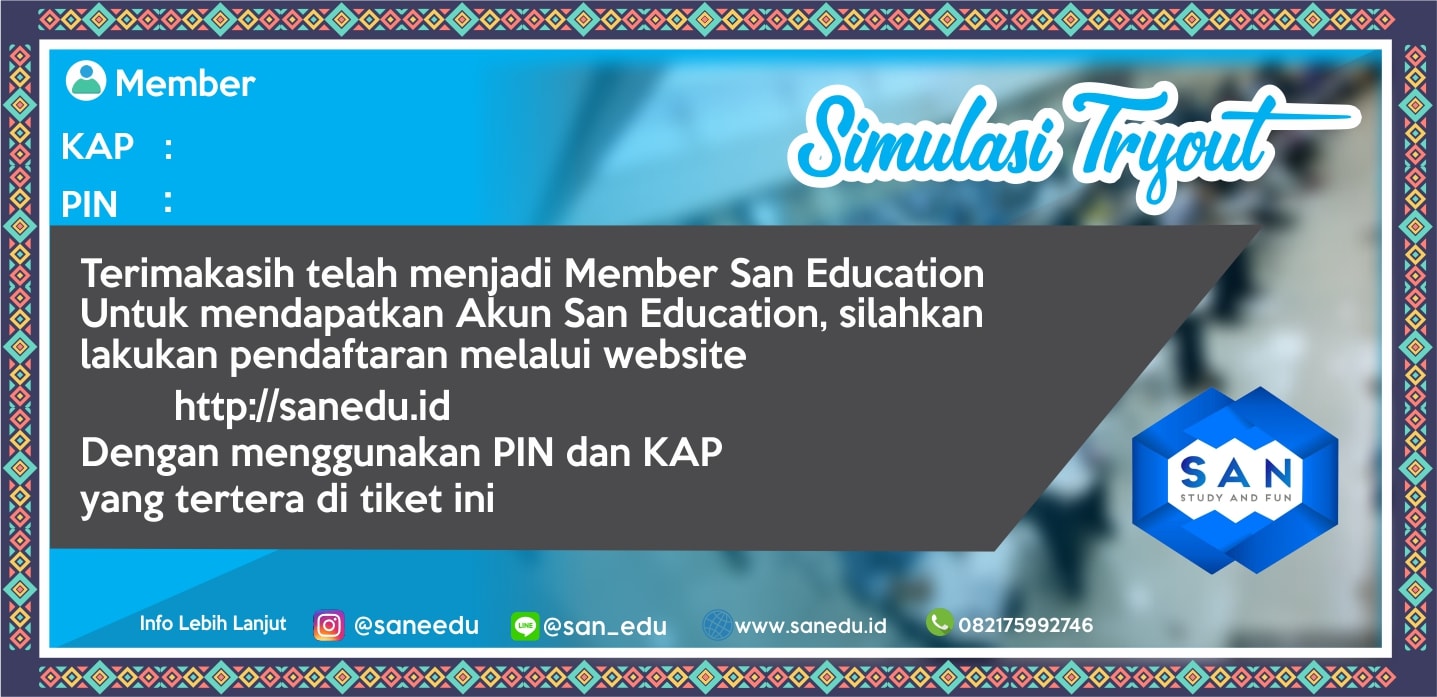 Member
KAP :
PIN :
Simulasi Tryout
Terimakasih telah menjadi Member San Education
Untuk mendapatkan Akun San Education, silahkan
lakukan pendaftaran melalui website
http://sanedu.id
Dengan menggunakan PIN dan KAP
yang tertera di tiket ini
SAN
STUDY AND FUN
Info Lebih Lanjut @saneedu LINE @san_edu www.sanedu.id 082175992746